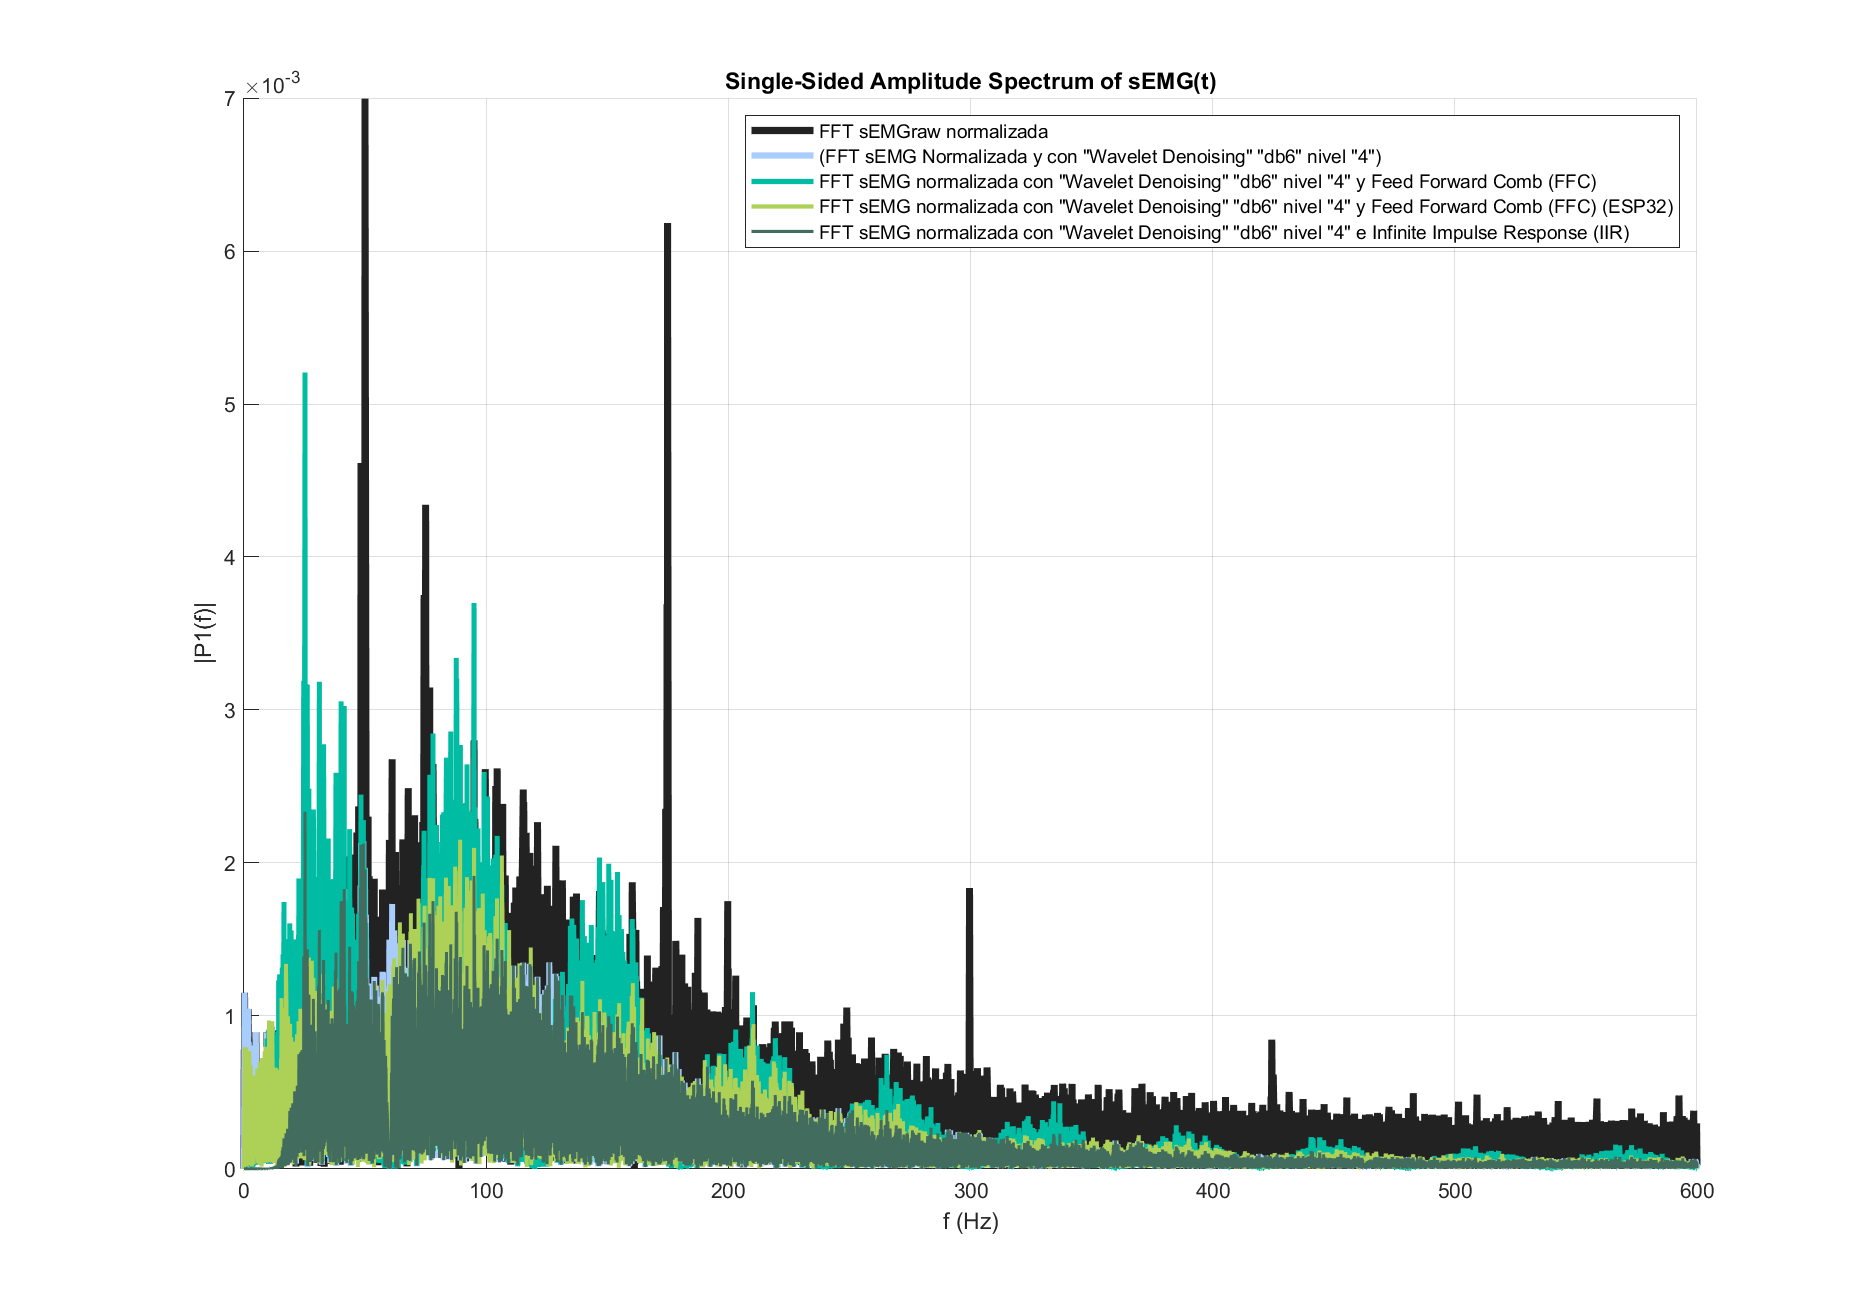 Single-Sided Amplitude Spectrum of sEMG(t)
×10-3
FFT sEMGraw normalizada
(FFT sEMG Normalizada y con "Wavelet Denoising" "db6" nivel "4")
FFT sEMG normalizada con "Wavelet Denoising" "db6" nivel "4" y Feed Forward Comb (FFC)
FFT sEMG normalizada con "Wavelet Denoising" "db6" nivel "4" y Feed Forward Comb (FFC) (ESP32)
FFT sEMG normalizada con "Wavelet Denoising" "db6" nivel "4" e Infinite Impulse Response (IIR)
7
6
5
4
3
2
1
0
|P1(f)|
0 100 200 300 400 500 600
f (Hz)